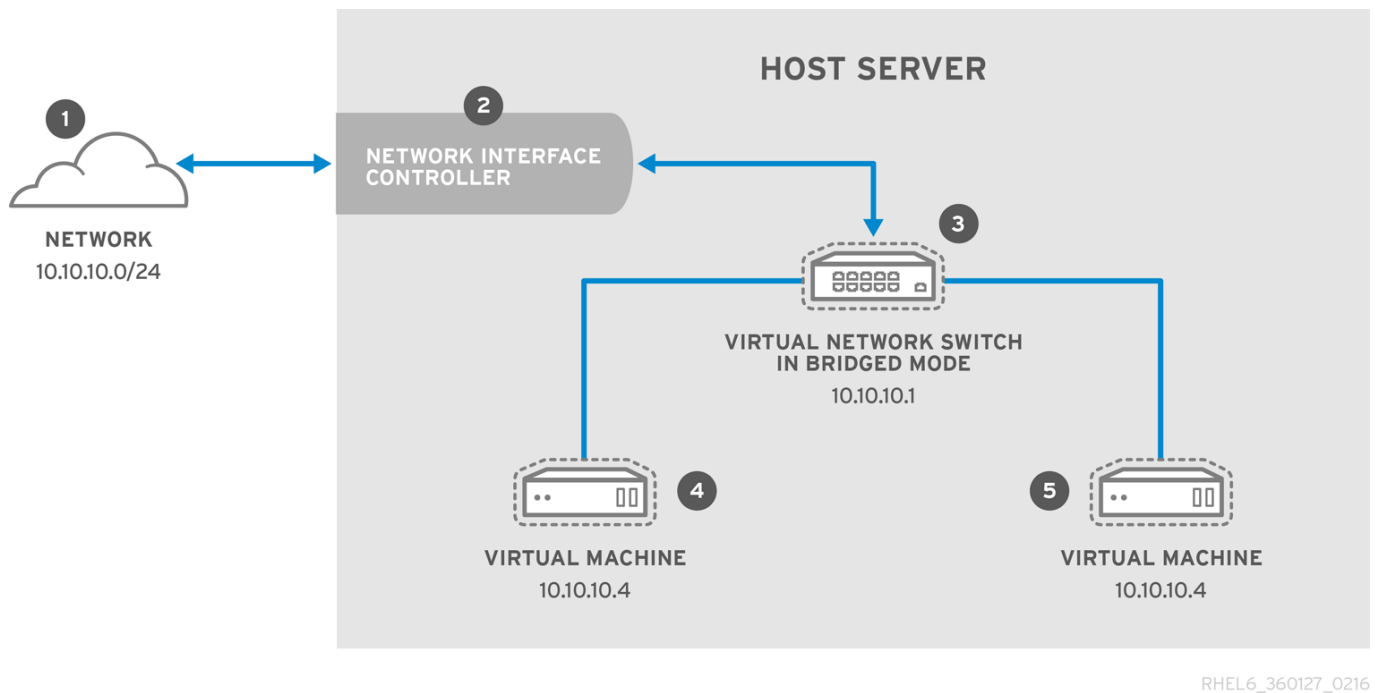 HOST SERVER
1
2
NETWORK INTERFACE
CONTROLLER
NETWORK
10.10.10.0/24
3
VIRTUAL NETWORK SWITCH
IN BRIDGED MODE
10.10.10.1
4
VIRTUAL MACHINE
10.10.10.4
5
VIRTUAL MACHINE
10.10.10.4
RHEL6_360127_0216